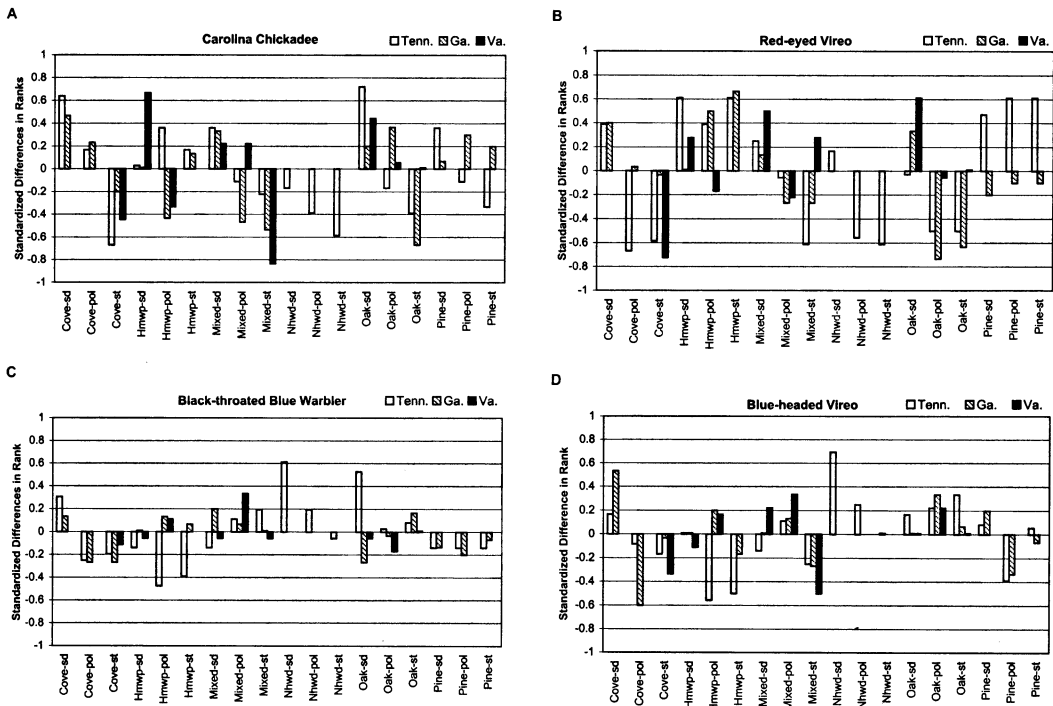 A
Carolina Chickadee
Tenn. Ga. Va.
Standardized Differences in Ranks
1
0.8
0.6
0.4
0.2
0
-0.2
-0.4
-0.6
-0.8
-1
Cove-sd
Cove-pol
Cove-st
Hmwp-sd
Hmwp-pol
Hmwp-st
Mixed-sd
Mixed-pol
Mixed-st
Nhwd-sd
Nhwd-pol
Nhwd-st
Oak-sd
Oak-pol
Oak-st
Pine-sd
Pine-pol
Pine-st
B
Red-eyed Vireo
Tenn. Ga. Va.
Standardized Differences in Ranks
1
0.8
0.6
0.4
0.2
0
-0.2
-0.4
-0.6
-0.8
-1
Cove-sd
Cove-pol
Cove-st
Hmwp-sd
Hmwp-pol
Hmwp-st
Mixed-sd
Mixed-pol
Mixed-st
Nhwd-sd
Nhwd-pol
Nhwd-st
Oak-sd
Oak-pol
Oak-st
Pine-sd
Pine-pol
Pine-st
C
Black-throated Blue Warbler
Tenn. Ga. Va.
Standardized Differences in Rank
1
0.8
0.6
0.4
0.2
0
-0.2
-0.4
-0.6
-0.8
-1
Cove-sd
Cove-pol
Cove-st
Hmwp-sd
Hmwp-pol
Hmwp-st
Mixed-sd
Mixed-pol
Mixed-st
Nhwd-sd
Nhwd-pol
Nhwd-st
Oak-sd
Oak-pol
Oak-st
Pine-sd
Pine-pol
Pine-st
D
Blue-headed Vireo
Tenn. Ga. Va.
Standardized Difference in Rank
1
0.8
0.6
0.4
0.2
0
-0.2
-0.4
-0.6
-0.8
-1
Cove-sd
Cove-pol
Cove-st
Hmwp-sd
Imwp-pol
Hmwp-st
Mixed-sd
Mixed-pol
Mixed-st
Nhwd-sd
Nhwd-pol
Nhwd-st
Oak-sd
Oak-pol
Oak-st
Pine-sd
Pine-pol
Pine-st